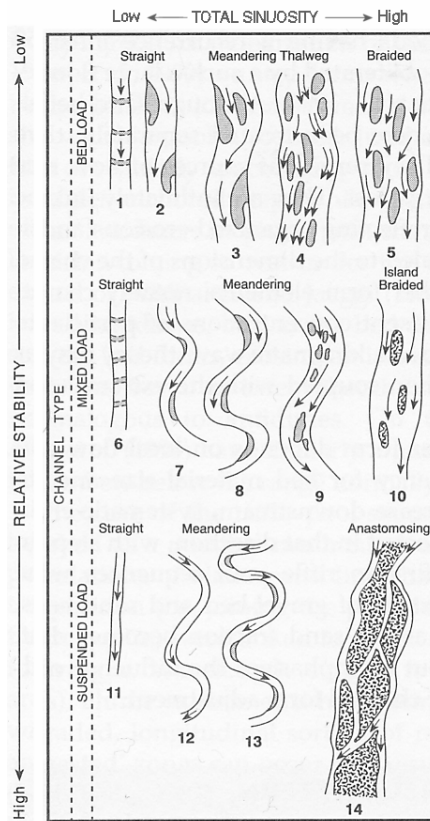 Low ← TOTAL SINUOSITY → High
Low
RELATIVE STABILITY
High
CHANNEL TYPE
BED LOAD
Straight
Meandering Thalweg
Braided
1
2
3
4
5
MIXED LOAD
Straight
Meandering
Island
Braided
6
7
8
9
10
SUSPENDED LOAD
Straight
Meandering
Anastomosing
11
12
13
14